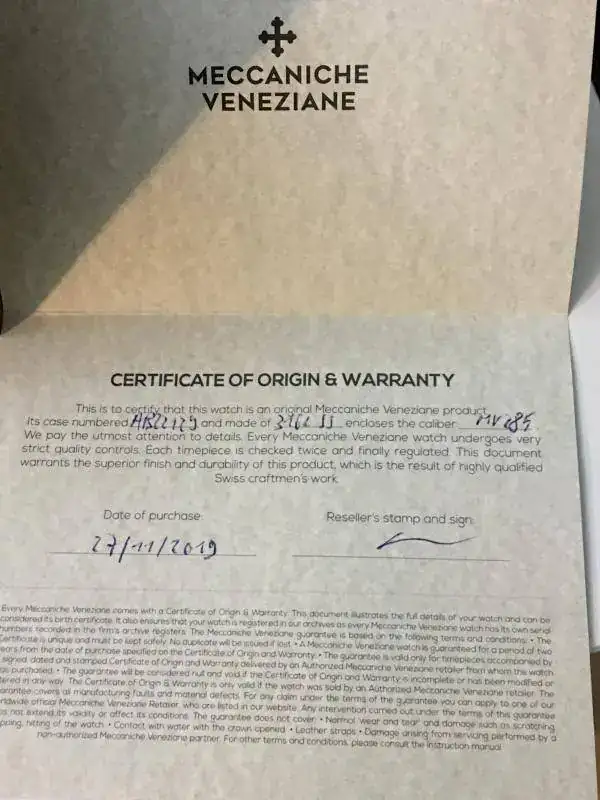 MECCANICHE
VENEZIANE
CERTIFICATE OF ORIGIN & WARRANTY
This is to certify that this watch is an original Meccaniche Veneziane product.
Its case numbered and made of 316L SS encloses the caliber
We pay the utmost attention to details. Every Meccaniche Veneziane watch undergoes very
strict quality controls. Each timepiece is checked twice and finally regulated. This document
warrants the superior finish and durability of this product, which is the result of highly qualified
Swiss craftmen's work.
Date of purchase: Reseller's stamp and sign:
27/11/2019
Every Meccaniche Veneziane comes with a Certificate of Origin & Warranty. This document illustrates the full details of your watch and can be
considered its birth certificate. It also ensures that your watch is registered in our archives as every Meccaniche Veneziane watch has its own serial
numbers recorded in the firm's archive registers. The Meccaniche Veneziane guarantee is based on the following terms and conditions: • The
Certificate is unique and must be kept safely. No duplicate will be issued if lost. • A Meccaniche Veneziane watch is guaranteed for a period of two
years from the date of purchase specified on the Certificate of Origin and Warranty. • The guarantee is valid only for timepieces accompanied by
signed, dated and stamped Certificate of Origin and Warranty delivered by an Authorized Meccaniche Veneziane retailer from whom this watch
was purchased. • The guarantee will be considered null and void if the Certificate of Origin and Warranty is incomplete or has been modified or
in any way. The Certificate of Origin & Warranty is only valid if the watch was sold by an Authorized Meccaniche Veneziane retailer. The
guarantee covers all manufacturing faults and material defects. For any claim under the terms of the guarantee you can apply to one of our
worldwide official Meccaniche Veneziane Retailer, who are listed in our website. Any intervention carried out under the terms of this guarantee
does not extend its validity or affect its conditions. The guarantee does not cover: • Normal wear and tear and damage such as scratching,
hitting of the watch • Contact with water with the crown opened • Leather straps • Damage arising from servicing performed by a
non-authorized Meccaniche Veneziane partner. For other terms and conditions, please consult the instruction manual